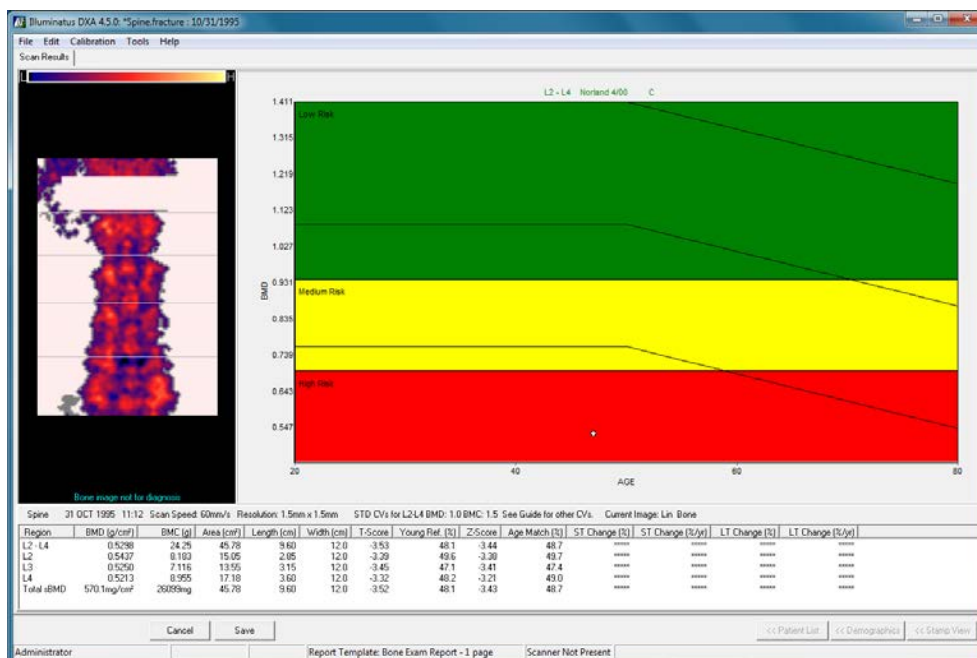 Illuminatus DXA 4.5.0: *Spine.fracture : 10/31/1995
File Edit Calibration Tools Help
Scan Results
L H
L2 - L4 Norland 4/00 C
1.411
Low Risk
1.315
1.219
1.123
1.027
0.931
Medium Risk
BMD
0.835
0.739
High Risk
0.643
0.547
20 40 60 80
AGE
Bone image not for diagnosis
Spine 31 OCT 1995 11:12 Scan Speed: 60mm/s Resolution: 1.5mm x 1.5mm STD CVs for L2-L4 BMD: 1.0 BMC: 1.5 See Guide for other CVs. Current Image: Lin Bone
Region BMD (g/cm²) BMC (g) Area (cm²) Length (cm) Width (cm) T-Score Young Ref. (%) Z-Score Age Match (%) ST Change (%) ST Change (%/yr) LT Change (%) LT Change (%/yr)
L2 - L4 0.5298 24.25 45.78 9.60 12.0 -3.53 48.1 -3.44 48.7 ***** ***** ***** *****
L2 0.5437 8.183 15.05 2.85 12.0 -3.39 49.6 -3.30 ***** ***** ***** *****
L3 0.5250 7.116 13.55 3.15 12.0 -3.45 47.1 -3.41 47.4 ***** ***** ***** *****
L4 0.5213 8.955 17.18 3.60 12.0 -3.32 48.2 -3.21 49.0 ***** ***** ***** *****
Total sBMD 570.1mg/cm² 26099mg 45.78 9.60 12.0 -3.52 48.1 -3.43 48.7 ***** ***** ***** *****
Cancel Save << Patient List << Demographics << Stamp View
Administrator Report Template: Bone Exam Report - 1 page Scanner Not Present